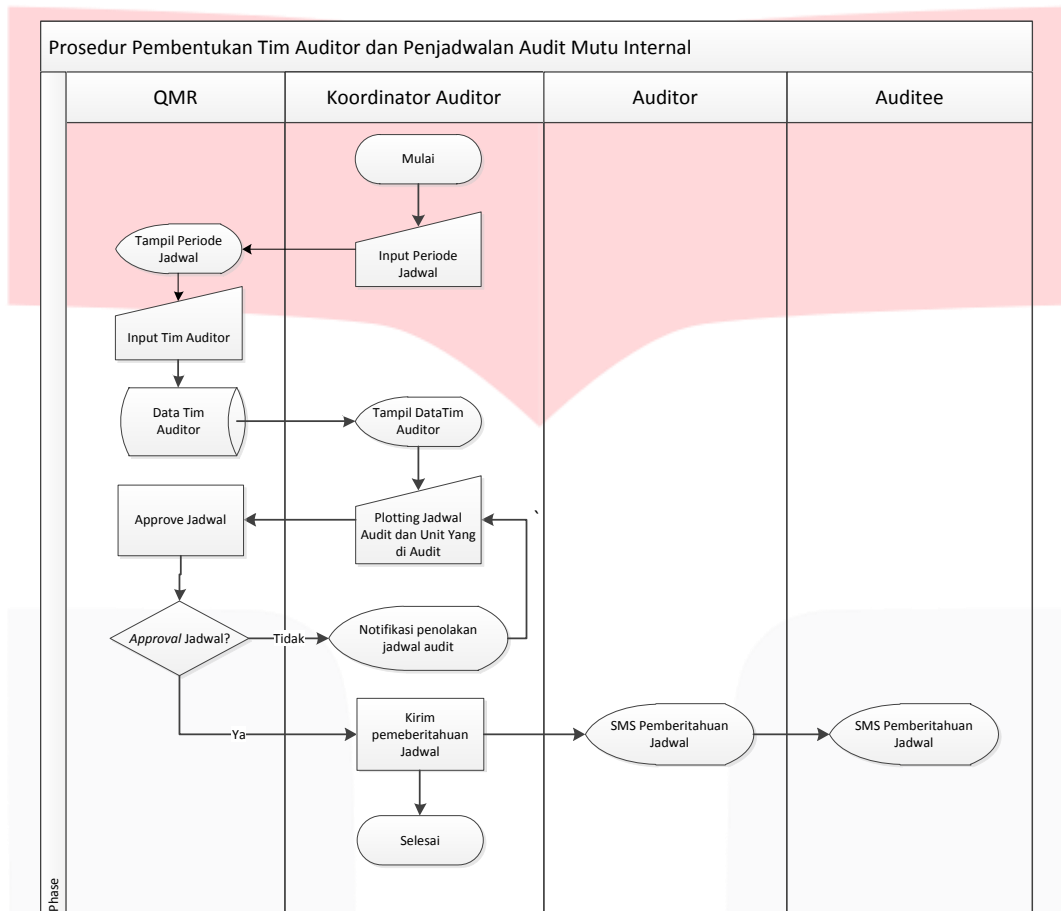 Prosedur Pembentukan Tim Auditor dan Penjadwalan Audit Mutu Internal
QMR
Koordinator Auditor
Auditor
Auditee
Mulai
Input Periode
Jadwal
Tampil Periode
Jadwal
Input Tim Auditor
Data Tim
Auditor
Tampil DataTim
Auditor
Plotting Jadwal
Audit dan Unit Yang
di Audit
`
Approve Jadwal
Approval Jadwal?
Tidak
Notifikasi penolakan
jadwal audit
Ya
Kirim
pemeberitahuan
Jadwal
SMS Pemberitahuan
Jadwal
SMS Pemberitahuan
Jadwal
Selesai
Phase